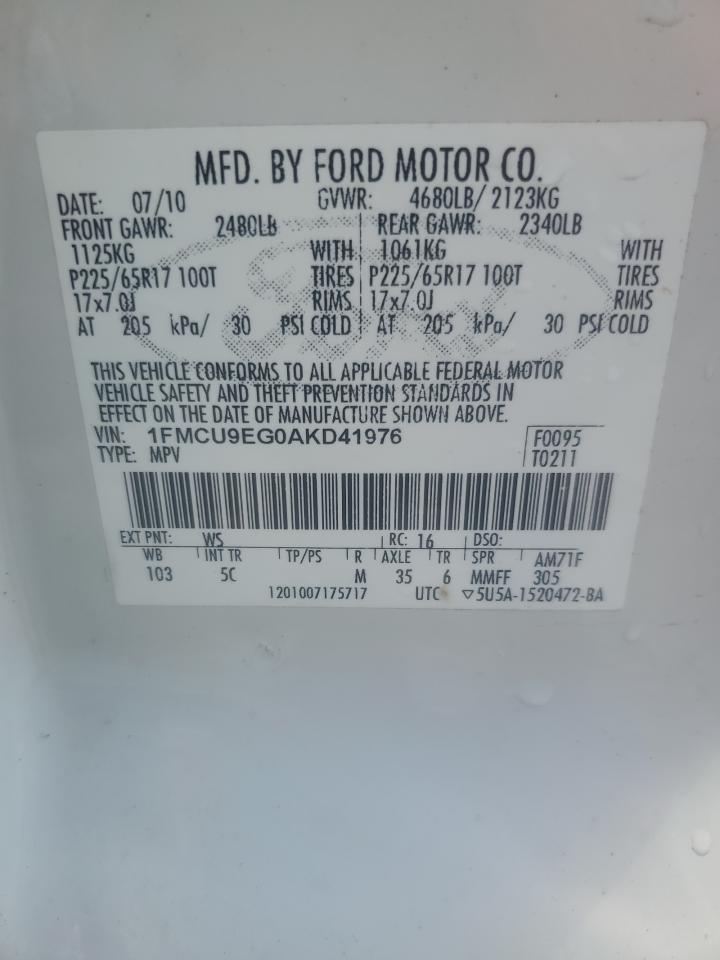 MFD. BY FORD MOTOR CO.
DATE: 07/10 GVWR: 4680LB/ 2123KG
FRONT GAWR: 2480LB REAR GAWR: 2340LB
1125KG WITH 1061KG WITH
P225/65R17 100T TIRES P225/65R17 100T TIRES
17x7.0J RIMS 17x7.0J RIMS
AT 205 kPa/ 30 PSI COLD AT 205 kPa/ 30 PSI COLD
THIS VEHICLE CONFORMS TO ALL APPLICABLE FEDERAL MOTOR
VEHICLE SAFETY AND THEFT PREVENTION STANDARDS IN
EFFECT ON THE DATE OF MANUFACTURE SHOWN ABOVE.
VIN: 1FMCU9EG0AKD41976 F0095
TYPE: MPV T0211
EXT PNT: WS RC: 16 DSO:
WB INT TR TP/PS R AXLE TR SPR AM71F
103 5C M 35 6 MMFF 305
1201007175717 UTC ▽5U5A-1520472-BA